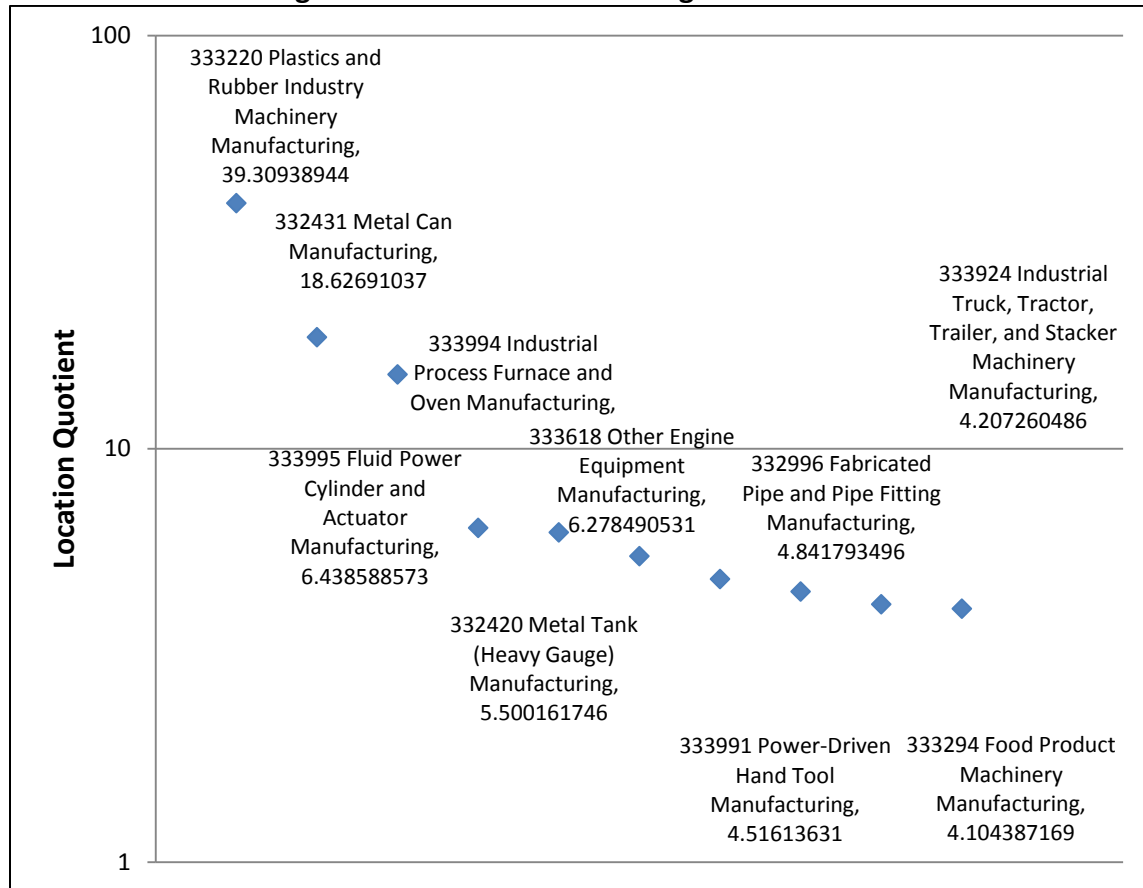 100
333220 Plastics and
Rubber Industry
Machinery
Manufacturing,
39.30938944
332431 Metal Can
Manufacturing,
18.62691037
333924 Industrial
Truck, Tractor,
Trailer, and Stacker
Machinery
Manufacturing,
4.207260486
333994 Industrial
Process Furnace and
Oven Manufacturing,
Location Quotient
10
333618 Other Engine
Equipment
Manufacturing,
6.278490531
333995 Fluid Power
Cylinder and
Actuator
Manufacturing,
6.438588573
332996 Fabricated
Pipe and Pipe Fitting
Manufacturing,
4.841793496
332420 Metal Tank
(Heavy Gauge)
Manufacturing,
5.500161746
333991 Power-Driven
Hand Tool
Manufacturing,
4.51613631
333294 Food Product
Machinery
Manufacturing,
4.104387169
1